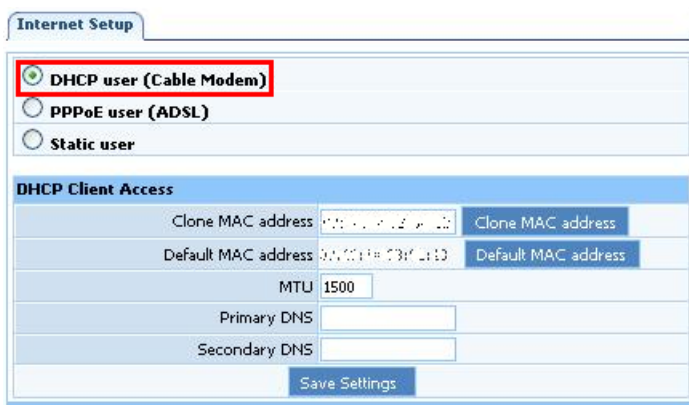 Internet Setup
DHCP user (Cable Modem)
PPPoE user (ADSL)
Static user
DHCP Client Access
Clone MAC address Clone MAC address
Default MAC address Default MAC address
MTU 1500
Primary DNS
Secondary DNS
Save Settings